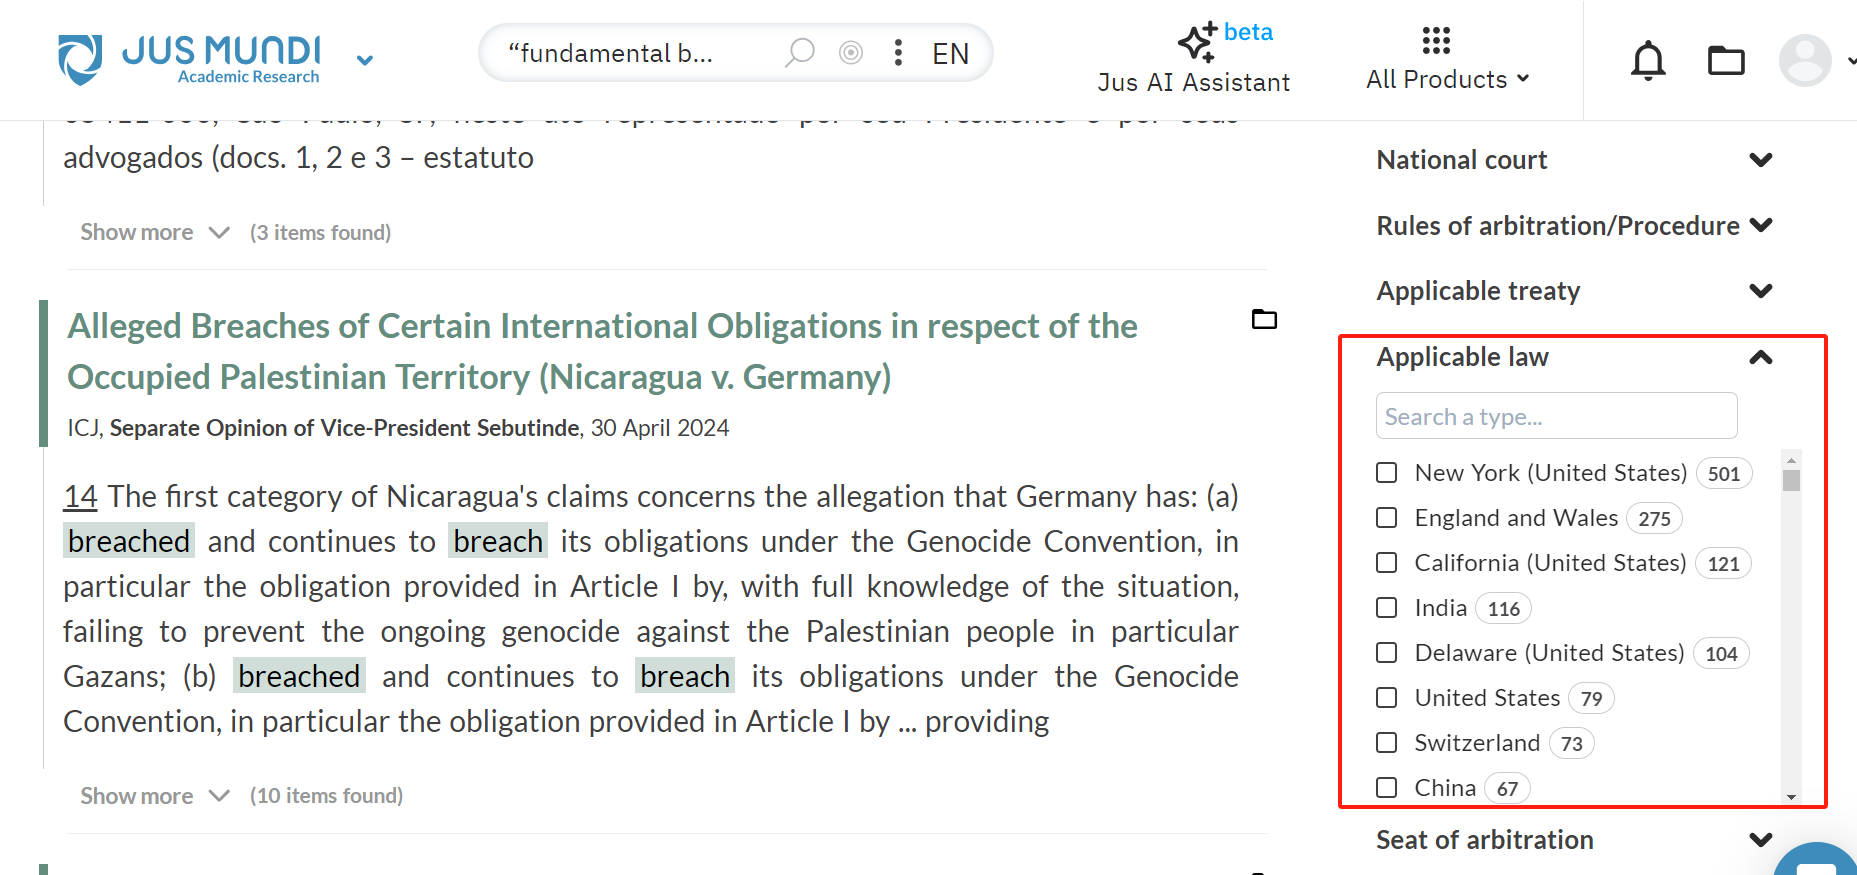 JUS MUNDI
Academic Research
“fundamental b...
EN
beta
Jus AI Assistant
All Products
advogados (docs. 1, 2 e 3 – estatuto
Show more (3 items found)
Alleged Breaches of Certain International Obligations in respect of the
Occupied Palestinian Territory (Nicaragua v. Germany)
ICJ, Separate Opinion of Vice-President Sebutinde, 30 April 2024
14 The first category of Nicaragua's claims concerns the allegation that Germany has: (a)
breached and continues to breach its obligations under the Genocide Convention, in
particular the obligation provided in Article I by, with full knowledge of the situation,
failing to prevent the ongoing genocide against the Palestinian people in particular
Gazans; (b) breached and continues to breach its obligations under the Genocide
Convention, in particular the obligation provided in Article I by ... providing
Show more (10 items found)
National court
Rules of arbitration/Procedure
Applicable treaty
Applicable law
Search a type...
New York (United States) 501
England and Wales 275
California (United States) 121
India 116
Delaware (United States) 104
United States 79
Switzerland 73
China 67
Seat of arbitration